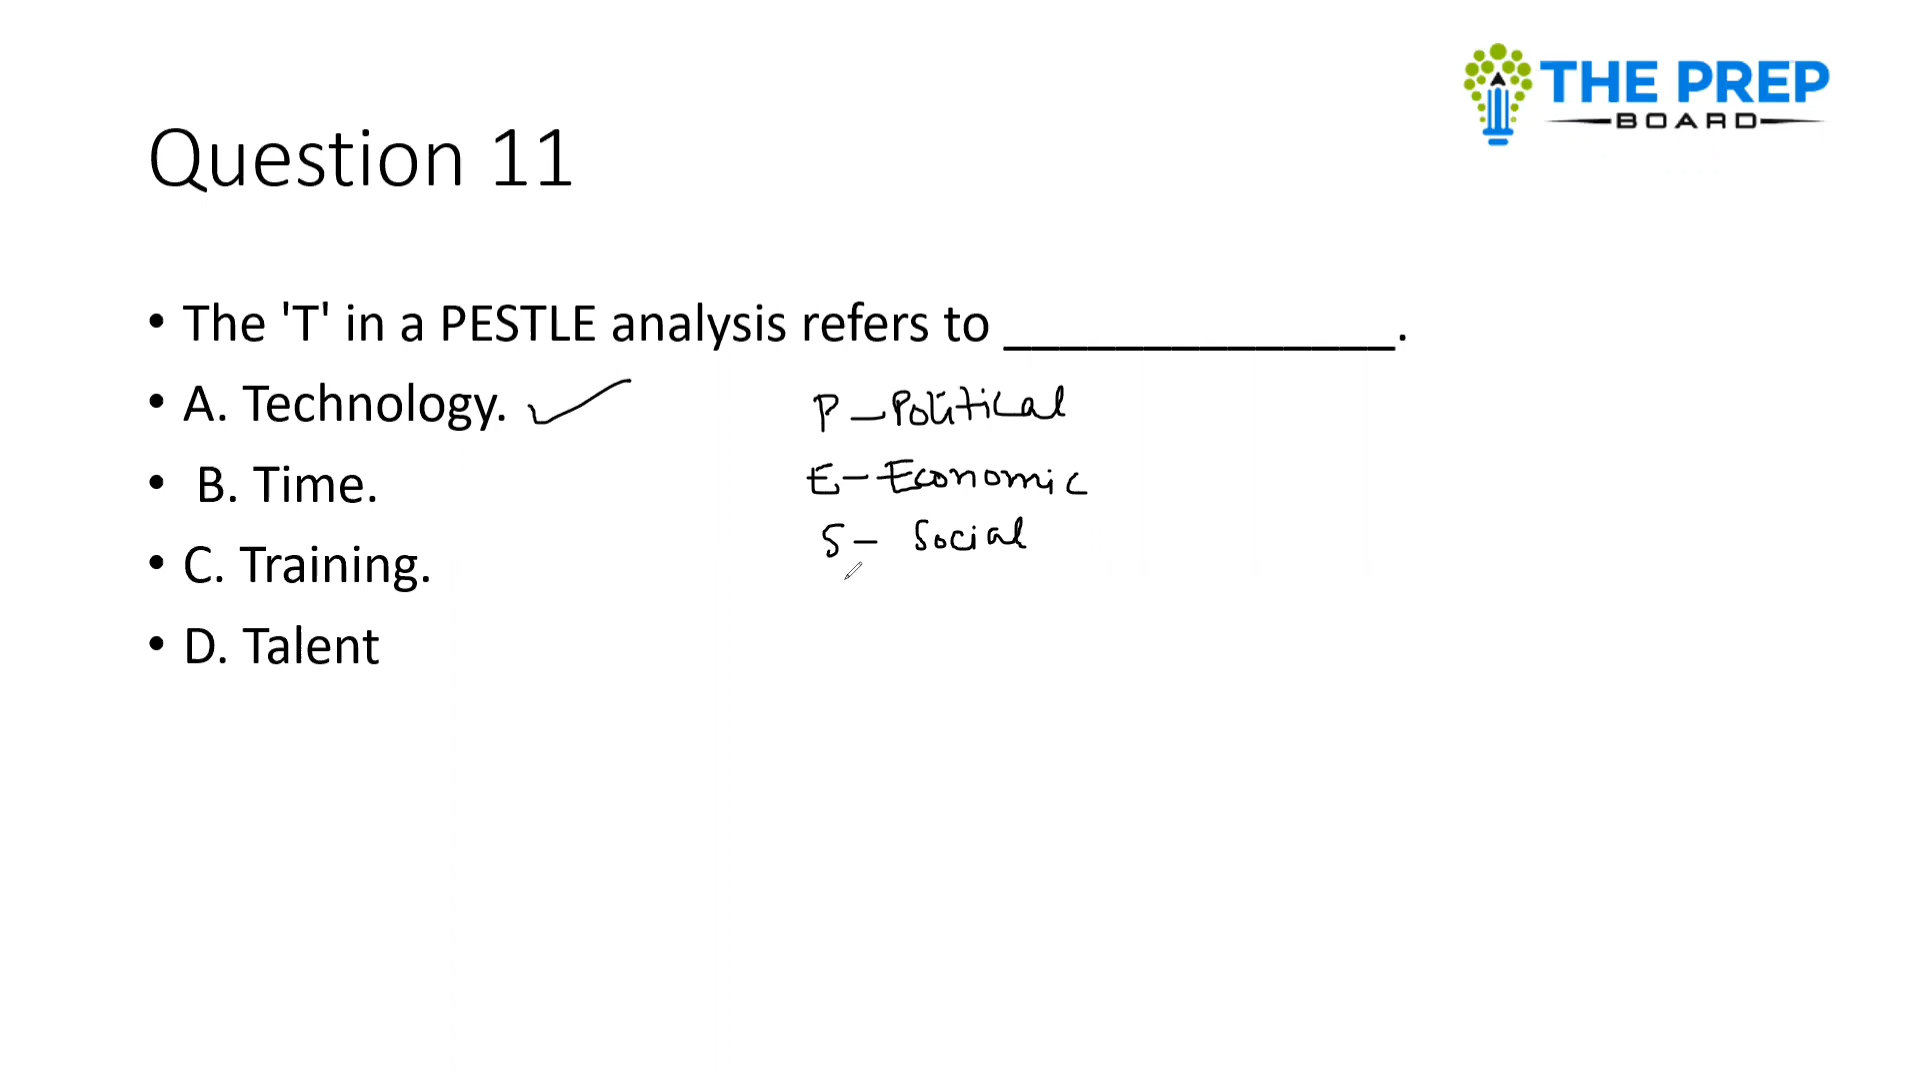 THE PREP
BOARD
Question 11
• The 'T' in a PESTLE analysis refers to _______________.
• A. Technology.
• B. Time.
• C. Training.
• D. Talent
P - Political
E - Economic
S - Social